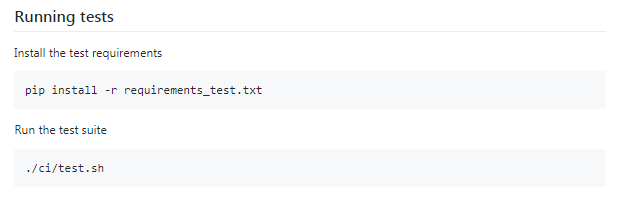 Running tests
Install the test requirements
pip install -r requirements_test.txt
Run the test suite
./ci/test.sh